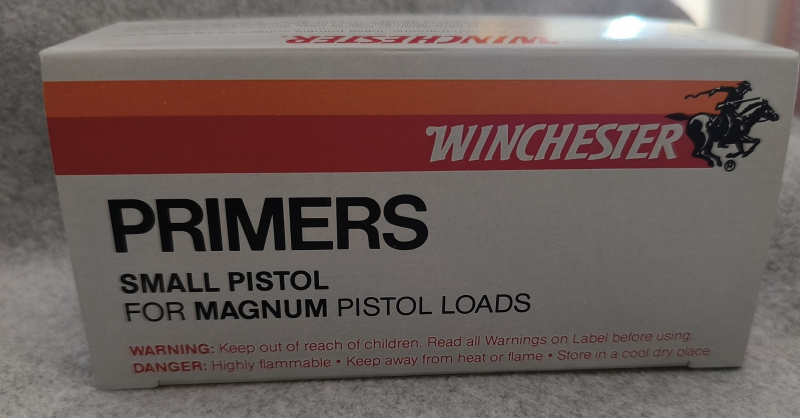 WINCHESTER
WINCHESTER
®
PRIMERS
SMALL PISTOL
FOR MAGNUM PISTOL LOADS
WARNING: Keep out of reach of children. Read all Warnings on Label before using.
DANGER: Highly flammable • Keep away from heat or flame • Store in a cool dry place